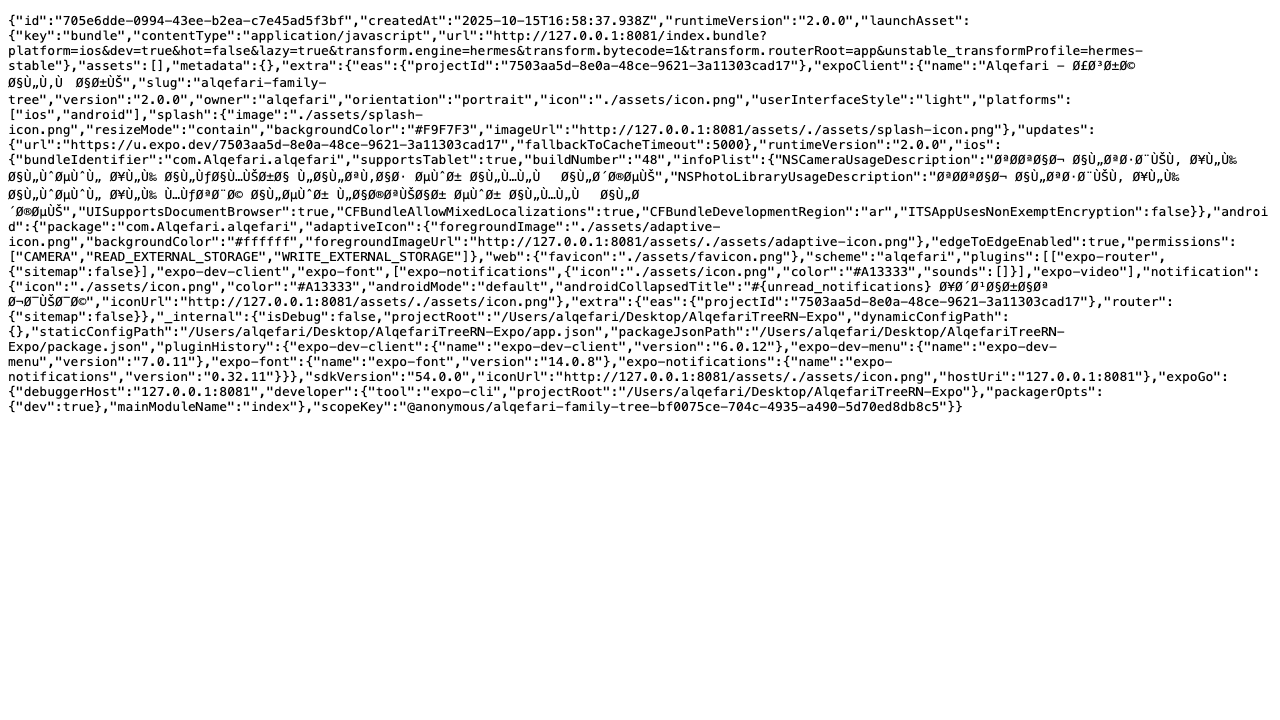 {"id":"705e6dde-0994-43ee-b2ea-c7e45ad5f3bf","createdAt":"2025-10-15T16:58:37.938Z","runtimeVersion":"2.0.0","launchAsset":
{"key":"bundle","contentType":"application/javascript","url":"http://127.0.0.1:8081/index.bundle?
platform=ios&dev=true&hot=false&lazy=true&transform.engine=hermes&transform.bytecode=1&transform.routerRoot=app&unstable_transformProfile=hermes-
stable"},"assets":[],"metadata":{},"extra":{"eas":{"projectId":"7503aa5d-8e0a-48ce-9621-3a11303cad17"},"expoClient":{"name":"Alqefari — Ø£Ø³Ø±Ø©
Ø§Ù„Ù‚Ù Ø§Ø±ÙŠ","slug":"alqefari-family-
tree","version":"2.0.0","owner":"alqefari","orientation":"portrait","icon":"./assets/icon.png","userInterfaceStyle":"light","platforms":
["ios","android"],"splash":{"image":"./assets/splash-
icon.png","resizeMode":"contain","backgroundColor":"#F9F7F3","imageUrl":"http://127.0.0.1:8081/assets/./assets/splash-icon.png"},"updates":
{"url":"https://u.expo.dev/7503aa5d-8e0a-48ce-9621-3a11303cad17","fallbackToCacheTimeout":5000},"runtimeVersion":"2.0.0","ios":
{"bundleIdentifier":"com.Alqefari.alqefari","supportsTablet":true,"buildNumber":"48","infoPlist":{"NSCameraUsageDescription":"ØªØØªØ§Ø¬ Ø§Ù„ØªØ·Ø¨ÙŠÙ‚ Ø¥Ù„Ù‰
Ø§Ù„ÙˆØµÙˆÙ„ Ø¥Ù„Ù‰ Ø§Ù„ÙƒØ§Ù…ÙŠØ±Ø§ Ù„Ø§Ù„ØªÙ‚Ø§Ø· ØµÙˆØ± Ø§Ù„Ù…Ù„Ù Ø§Ù„Ø´Ø®ØµÙŠ","NSPhotoLibraryUsageDescription":"ØªØØªØ§Ø¬ Ø§Ù„ØªØ·Ø¨ÙŠÙ‚ Ø¥Ù„Ù‰
Ø§Ù„ÙˆØµÙˆÙ„ Ø¥Ù„Ù‰ Ù…ÙƒØªØ¨Ø© Ø§Ù„ØµÙˆØ± Ù„Ø§Ø®ØªÙŠØ§Ø± ØµÙˆØ± Ø§Ù„Ù…Ù„Ù Ø§Ù„Ø
´Ø®ØµÙŠ","UISupportsDocumentBrowser":true,"CFBundleAllowMixedLocalizations":true,"CFBundleDevelopmentRegion":"ar","ITSAppUsesNonExemptEncryption":false}},"androi
d":{"package":"com.Alqefari.alqefari","adaptiveIcon":{"foregroundImage":"./assets/adaptive-
icon.png","backgroundColor":"#ffffff","foregroundImageUrl":"http://127.0.0.1:8081/assets/./assets/adaptive-icon.png"},"edgeToEdgeEnabled":true,"permissions":
["CAMERA","READ_EXTERNAL_STORAGE","WRITE_EXTERNAL_STORAGE"]},"web":{"favicon":"./assets/favicon.png"},"scheme":"alqefari","plugins":[["expo-router",
{"sitemap":false}],"expo-dev-client","expo-font",["expo-notifications",{"icon":"./assets/icon.png","color":"#A13333","sounds":[]}],"expo-video"],"notification":
{"icon":"./assets/icon.png","color":"#A13333","androidMode":"default","androidCollapsedTitle":"#{unread_notifications} Ø¥Ø´Ø¹Ø§Ø±Ø§Øª
Ø¬Ø¯ÙŠØ¯Ø©","iconUrl":"http://127.0.0.1:8081/assets/./assets/icon.png"},"extra":{"eas":{"projectId":"7503aa5d-8e0a-48ce-9621-3a11303cad17"},"router":
{"sitemap":false}},"_internal":{"isDebug":false,"projectRoot":"/Users/alqefari/Desktop/AlqefariTreeRN-Expo","dynamicConfigPath":
{},"staticConfigPath":"/Users/alqefari/Desktop/AlqefariTreeRN-Expo/app.json","packageJsonPath":"/Users/alqefari/Desktop/AlqefariTreeRN-
Expo/package.json","pluginHistory":{"expo-dev-client":{"name":"expo-dev-client","version":"6.0.12"},"expo-dev-menu":{"name":"expo-dev-
menu","version":"7.0.11"},"expo-font":{"name":"expo-font","version":"14.0.8"},"expo-notifications":{"name":"expo-
notifications","version":"0.32.11"}}},"sdkVersion":"54.0.0","iconUrl":"http://127.0.0.1:8081/assets/./assets/icon.png","hostUri":"127.0.0.1:8081"},"expoGo":
{"debuggerHost":"127.0.0.1:8081","developer":{"tool":"expo-cli","projectRoot":"/Users/alqefari/Desktop/AlqefariTreeRN-Expo"},"packagerOpts":
{"dev":true},"mainModuleName":"index"},"scopeKey":"@anonymous/alqefari-family-tree-bf0075ce-704c-4935-a490-5d70ed8db8c5"}}